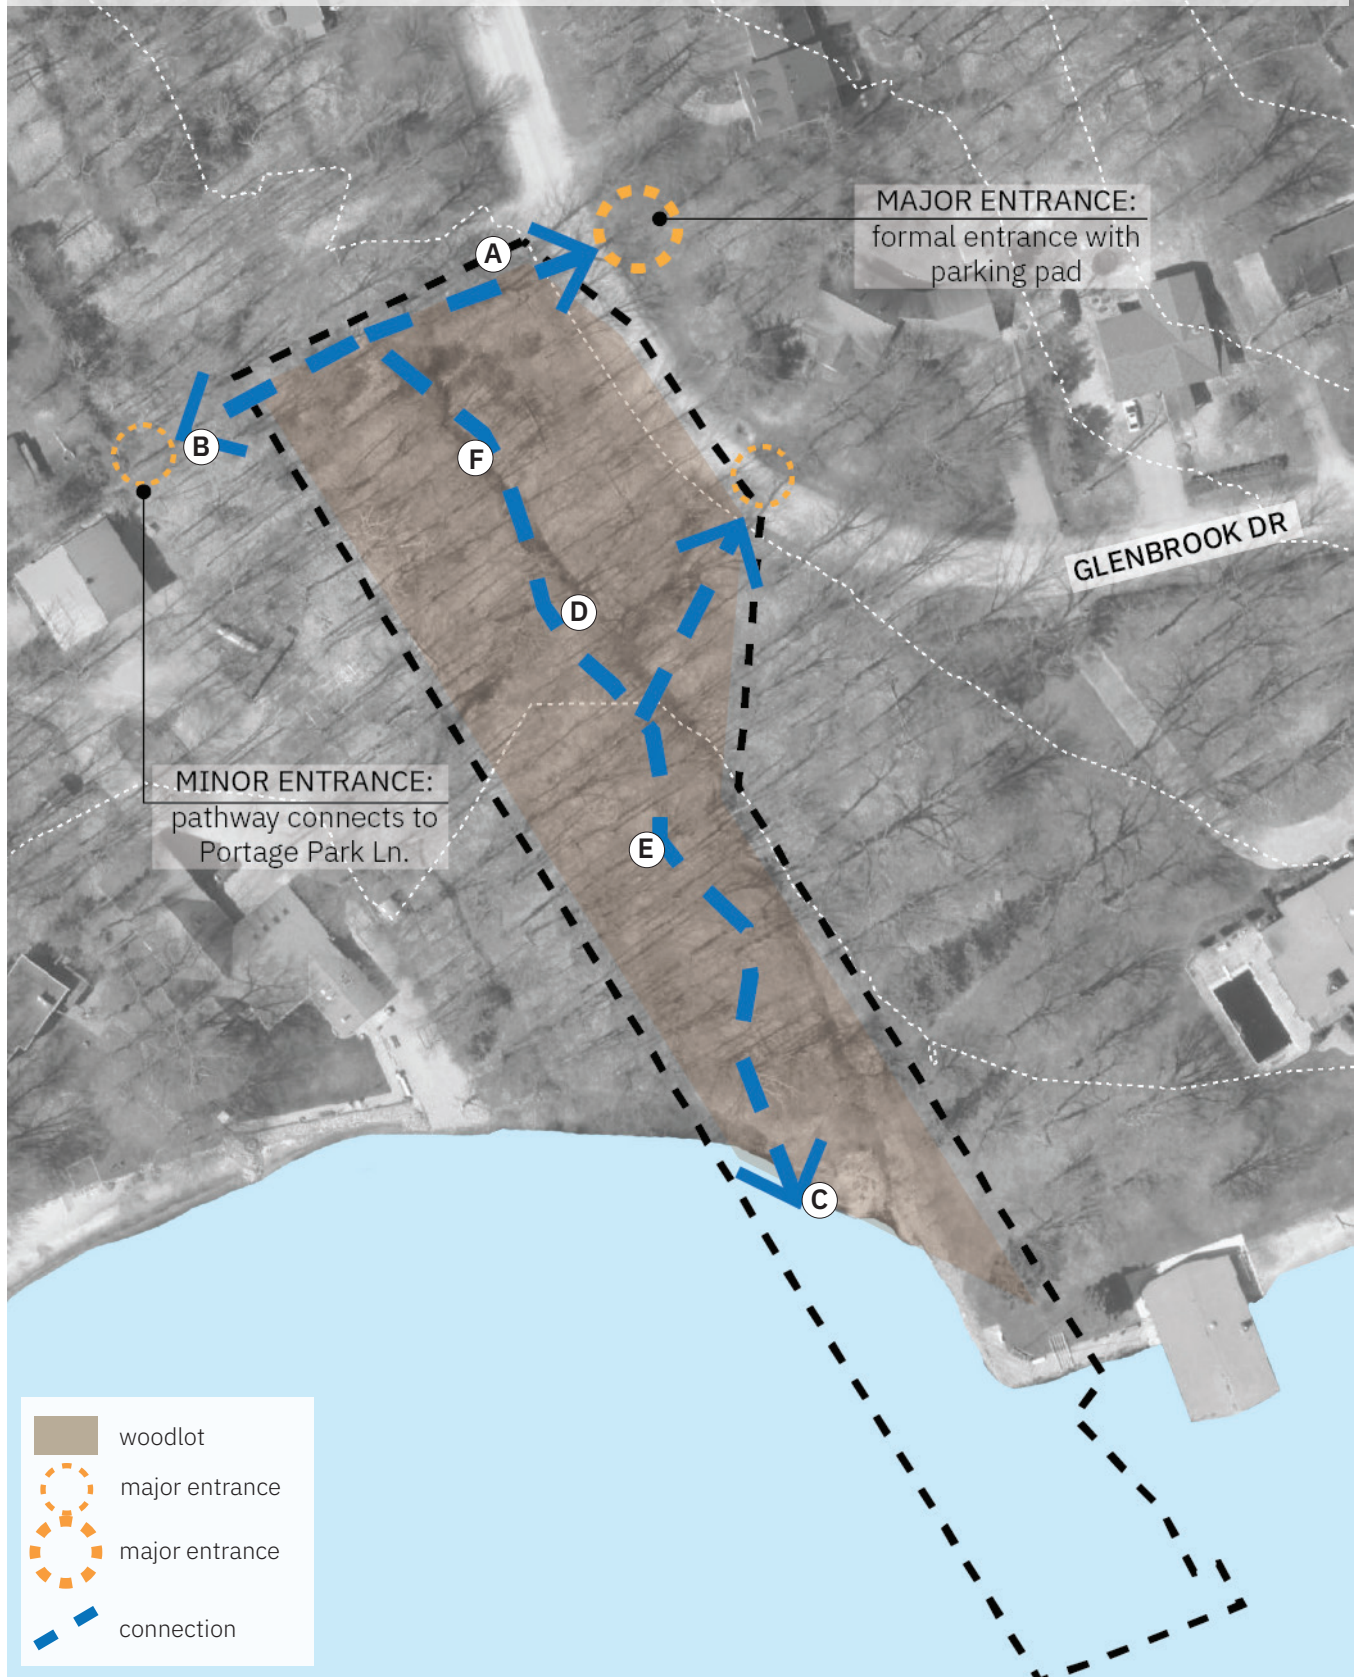 A
MAJOR ENTRANCE:
formal entrance with
parking pad
B
F
GLENBROOK DR
D
MINOR ENTRANCE:
pathway connects to
Portage Park Ln.
E
C
woodlot
major entrance
major entrance
connection